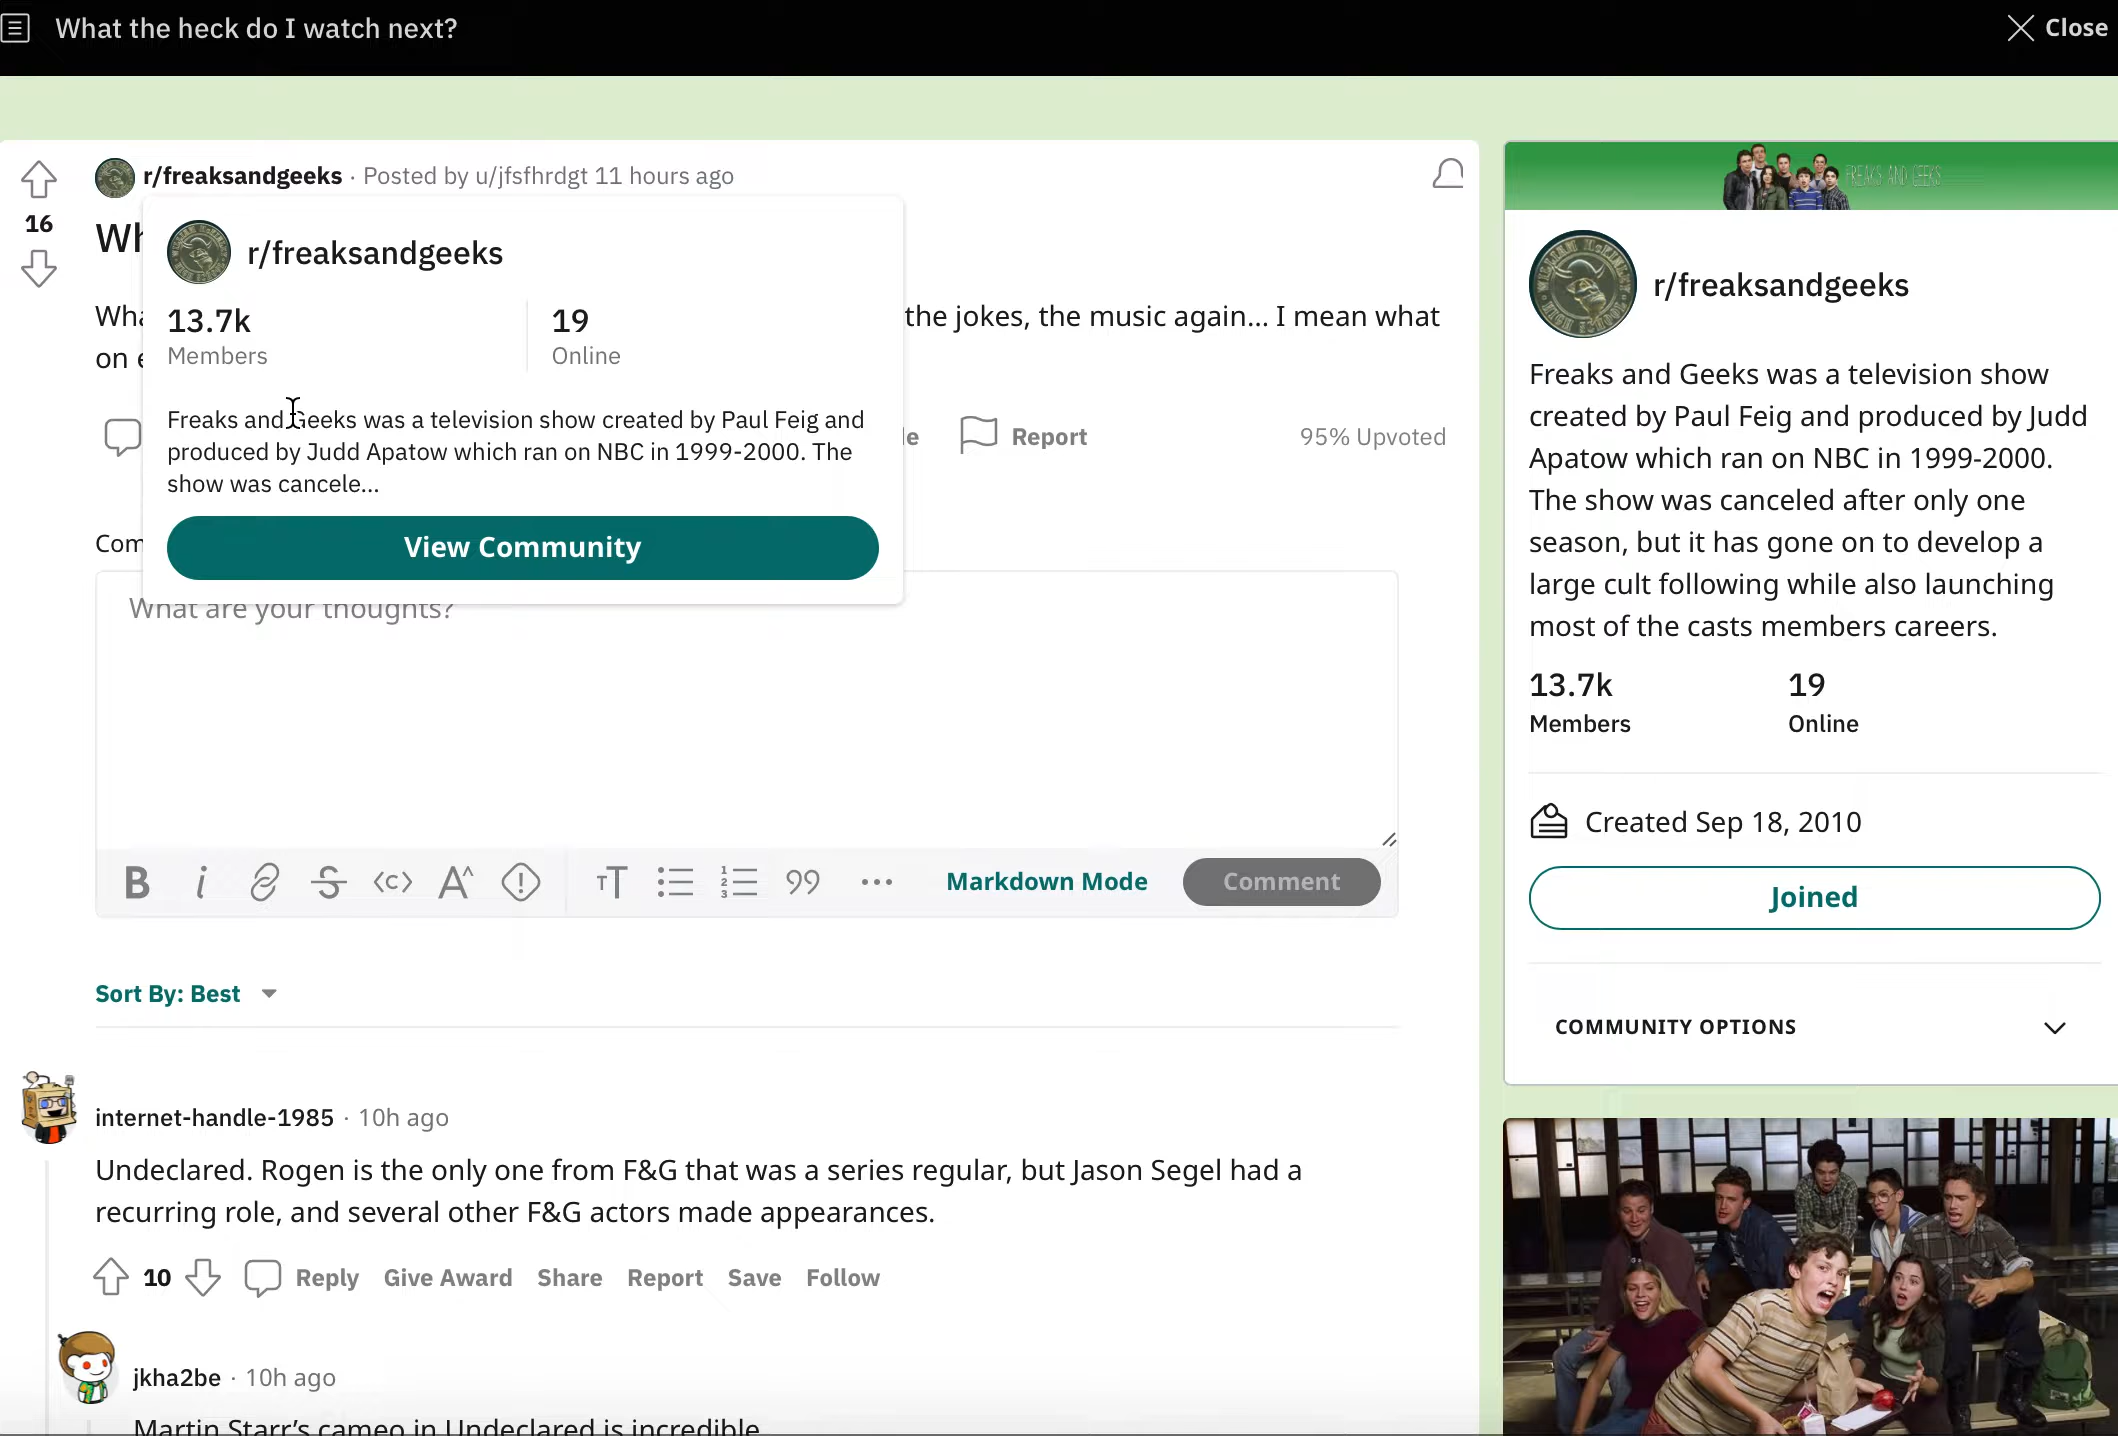 What the heck do I watch next?
Close
r/freaksandgeeks · Posted by u/jfsfhrdgt 11 hours ago
16
r/freaksandgeeks
13.7k
Members
19
Online
Freaks and Geeks was a television show created by Paul Feig and
produced by Judd Apatow which ran on NBC in 1999-2000. The
show was cancele...
View Community
the jokes, the music again... I mean what
on
Report
95% Upvoted
What are your thoughts?
Markdown Mode
Comment
Sort By: Best
internet-handle-1985 · 10h ago
Undeclared. Rogen is the only one from F&G that was a series regular, but Jason Segel had a
recurring role, and several other F&G actors made appearances.
10
Reply
Give Award
Share
Report
Save
Follow
jkha2be · 10h ago
Martin Starr's cameo in Undeclared is incredible
FREAKS AND GEEKS
r/freaksandgeeks
Freaks and Geeks was a television show
created by Paul Feig and produced by Judd
Apatow which ran on NBC in 1999-2000.
The show was canceled after only one
season, but it has gone on to develop a
large cult following while also launching
most of the casts members careers.
13.7k
Members
19
Online
Created Sep 18, 2010
Joined
COMMUNITY OPTIONS